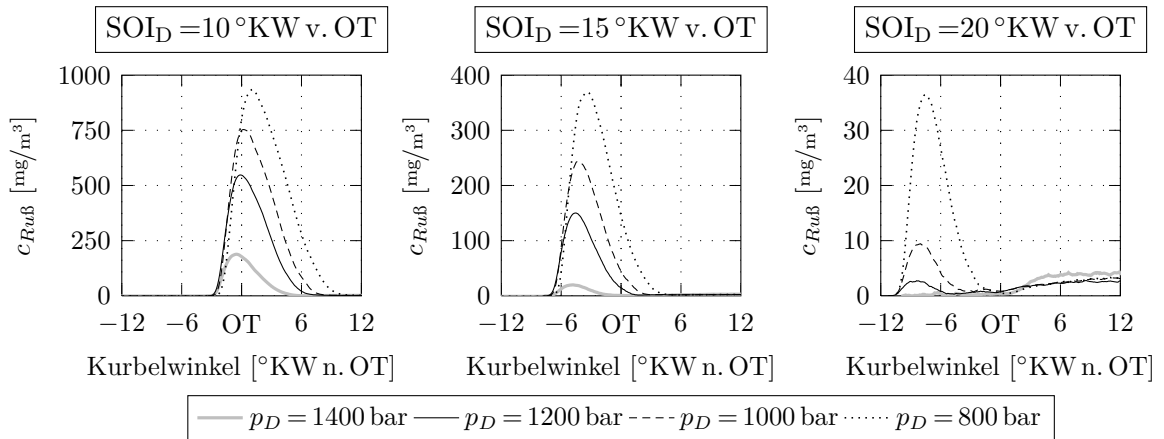 SOI_D = 10 °KW v. OT
SOI_D = 15 °KW v. OT
SOI_D = 20 °KW v. OT
c_Ruß [mg/m³]
1000
750
500
250
0
−12 −6 OT 6 12
Kurbelwinkel [°KW n. OT]
c_Ruß [mg/m³]
400
300
200
100
0
−12 −6 OT 6 12
Kurbelwinkel [°KW n. OT]
c_Ruß [mg/m³]
40
30
20
10
0
−12 −6 OT 6 12
Kurbelwinkel [°KW n. OT]
p_D = 1400 bar p_D = 1200 bar p_D = 1000 bar p_D = 800 bar